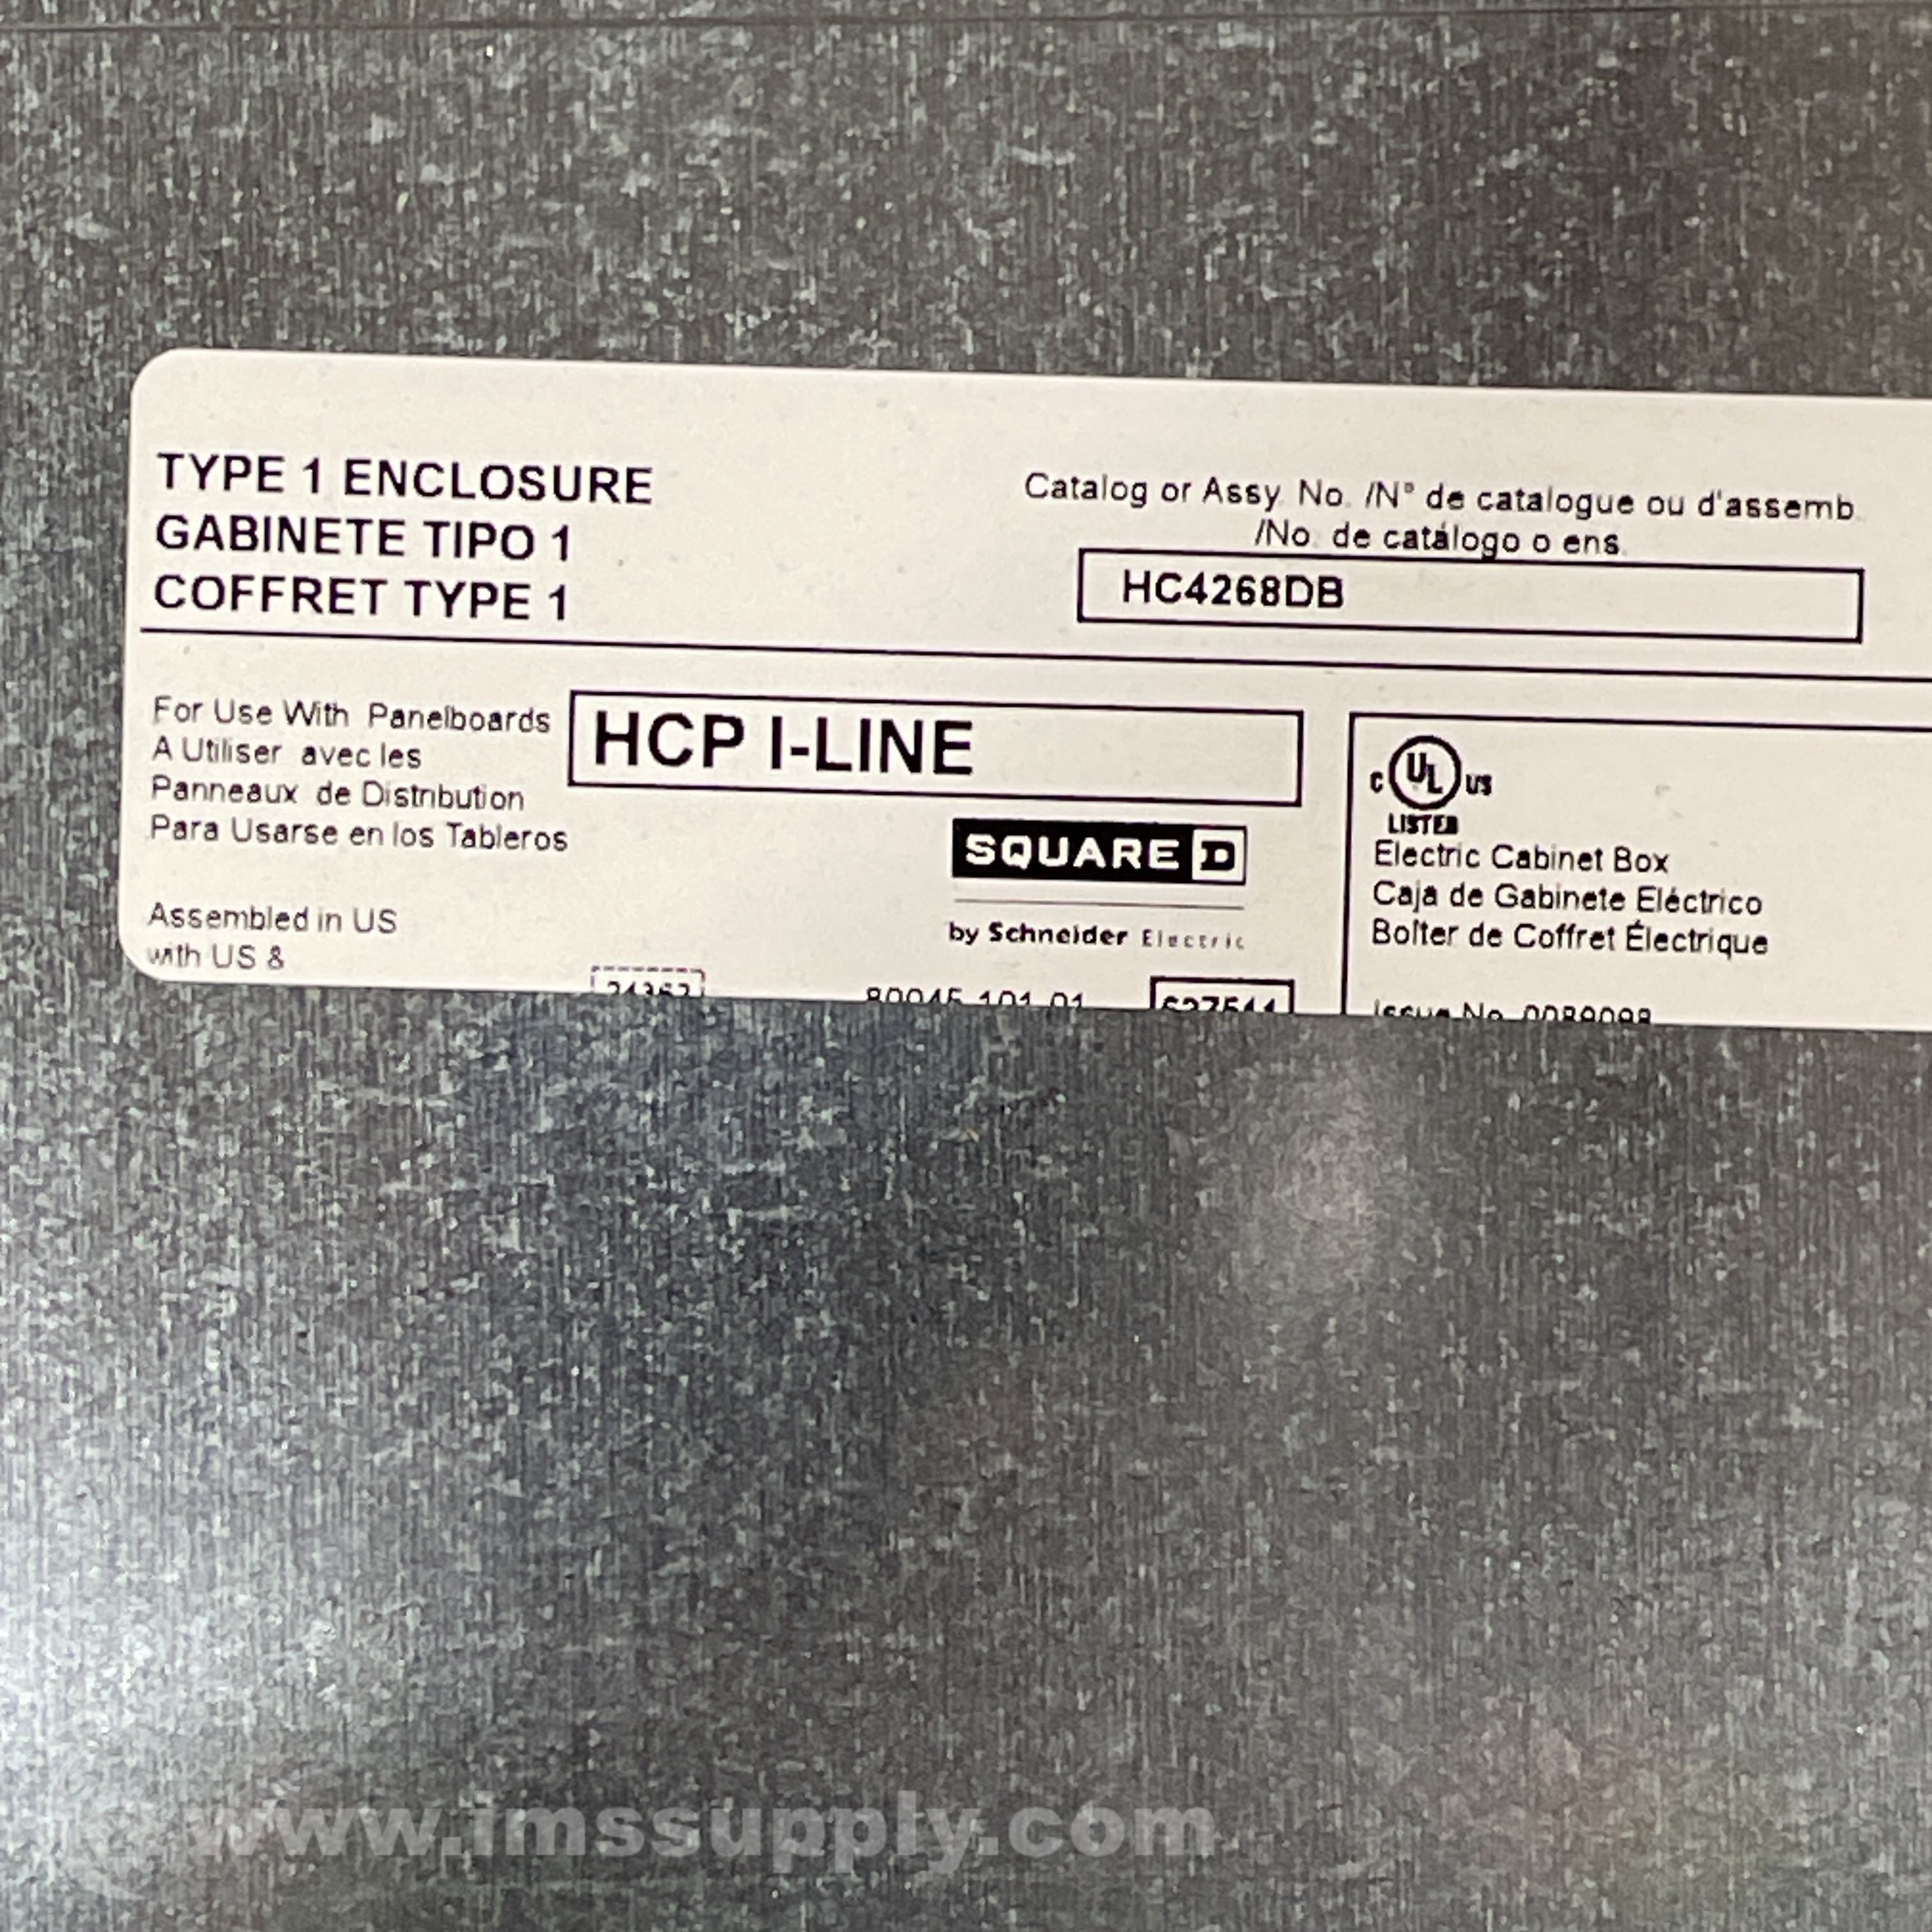 TYPE 1 ENCLOSURE
GABINETE TIPO 1
COFFRET TYPE 1
Catalog or Assy. No. /N° de catalogue ou d'assemb.
/No. de catálogo o ens.
HC4268DB
For Use With Panelboards
A Utiliser avec les
Panneaux de Distribution
Para Usarse en los Tableros
HCP I-LINE
SQUARE D
by Schneider Electric
Assembled in US
with US &
C UL US
LISTED
Electric Cabinet Box
Caja de Gabinete Eléctrico
Boîter de Coffret Électrique
Issue No. 
www.imssupply.com